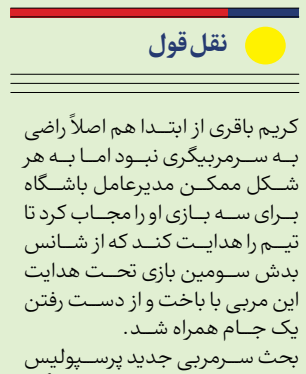 نقل قول
کریم باقری از ابتدا هم اصلاً راضی
به سرمربیگری نبود اما به هر
شکل ممکن مدیرعامل باشگاه
برای سه بازی او را مجاب کرد تا
تیم را هدایت کند که از شانس
بدش سومین بازی تحت هدایت
این مربی با باخت و از دست رفتن
یک جام همراه شد.
بحث سرمربی جدید پرسپولیس